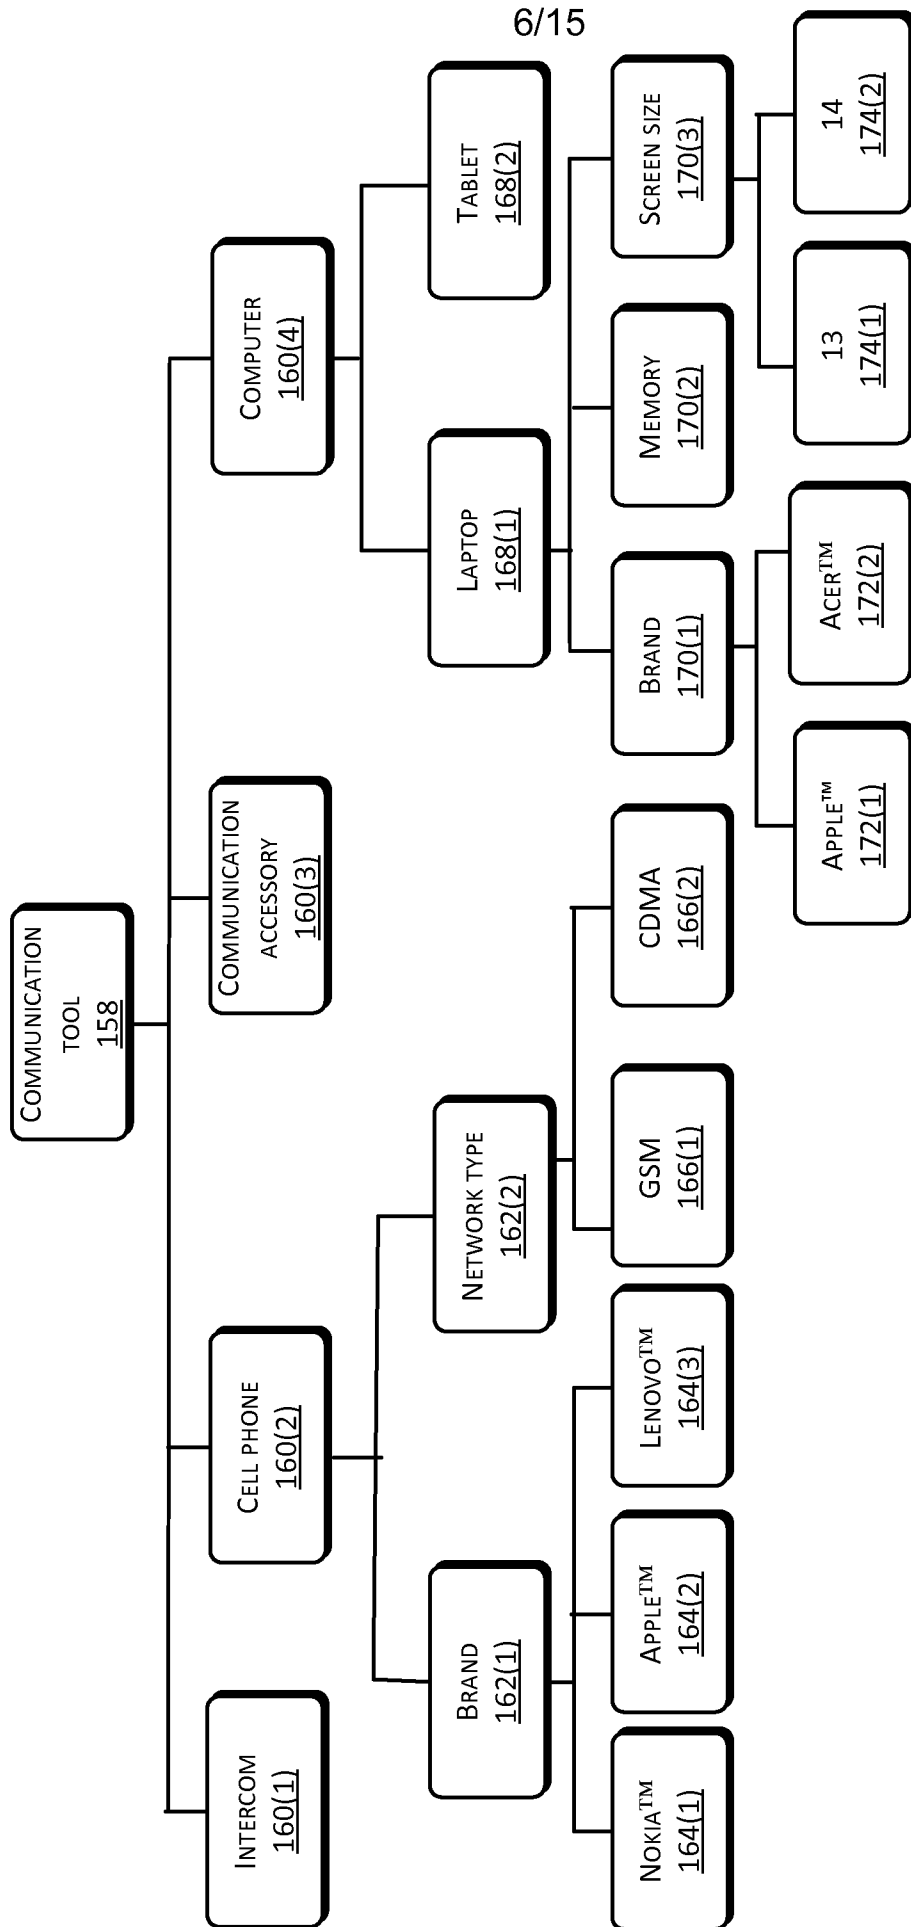 6/15
COMMUNICATION
TOOL
158
INTERCOM
160(1)
CELL PHONE
160(2)
COMMUNICATION
ACCESSORY
160(3)
COMPUTER
160(4)
BRAND
162(1)
NETWORK TYPE
162(2)
LAPTOP
168(1)
TABLET
168(2)
NOKIA™
164(1)
APPLE™
164(2)
LENOVO™
164(3)
GSM
166(1)
CDMA
166(2)
BRAND
170(1)
MEMORY
170(2)
SCREEN SIZE
170(3)
APPLE™
172(1)
ACER™
172(2)
13
174(1)
14
174(2)